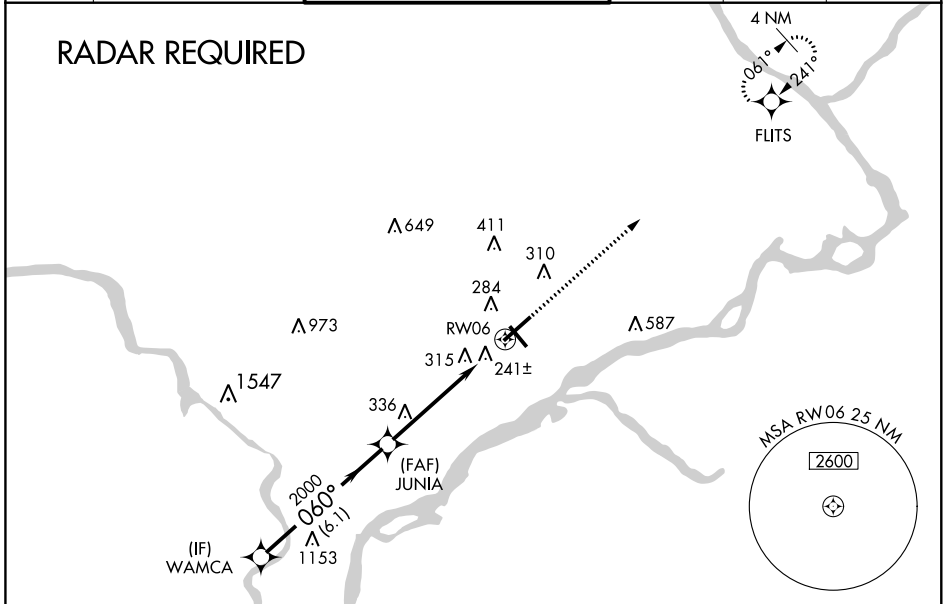 RADAR REQUIRED
4 NM
061°
241°
FLITS
649
411
310
284
RW06
587
973
315
241±
1547
336
(FAF)
JUNIA
MSA RW06 25 NM
2600
2000
060°
(6.1)
1153
(IF)
WAMCA